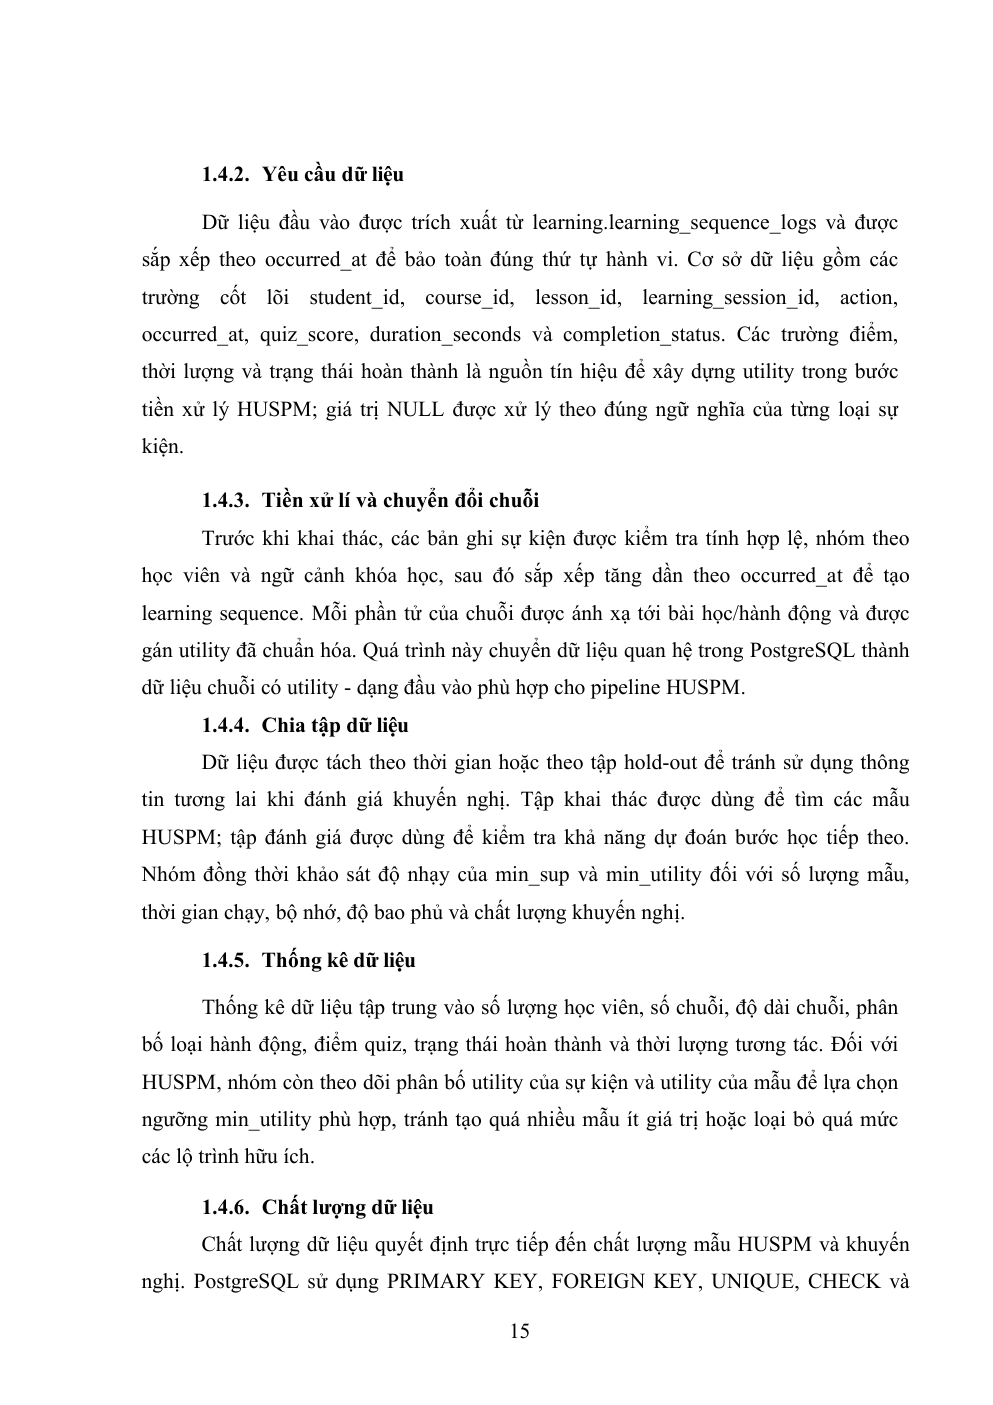 1.4.2. Yêu cầu dữ liệu
Dữ liệu đầu vào được trích xuất từ learning.learning_sequence_logs và được
sắp xếp theo occurred_at để bảo toàn đúng thứ tự hành vi. Cơ sở dữ liệu gồm các
trường cốt lõi student_id, course_id, lesson_id, learning_session_id, action,
occurred_at, quiz_score, duration_seconds và completion_status. Các trường điểm,
thời lượng và trạng thái hoàn thành là nguồn tín hiệu để xây dựng utility trong bước
tiền xử lý HUSPM; giá trị NULL được xử lý theo đúng ngữ nghĩa của từng loại sự
kiện.
1.4.3. Tiền xử lí và chuyển đổi chuỗi
Trước khi khai thác, các bản ghi sự kiện được kiểm tra tính hợp lệ, nhóm theo
học viên và ngữ cảnh khóa học, sau đó sắp xếp tăng dần theo occurred_at để tạo
learning sequence. Mỗi phần tử của chuỗi được ánh xạ tới bài học/hành động và được
gán utility đã chuẩn hóa. Quá trình này chuyển dữ liệu quan hệ trong PostgreSQL thành
dữ liệu chuỗi có utility - dạng đầu vào phù hợp cho pipeline HUSPM.
1.4.4. Chia tập dữ liệu
Dữ liệu được tách theo thời gian hoặc theo tập hold-out để tránh sử dụng thông
tin tương lai khi đánh giá khuyến nghị. Tập khai thác được dùng để tìm các mẫu
HUSPM; tập đánh giá được dùng để kiểm tra khả năng dự đoán bước học tiếp theo.
Nhóm đồng thời khảo sát độ nhạy của min_sup và min_utility đối với số lượng mẫu,
thời gian chạy, bộ nhớ, độ bao phủ và chất lượng khuyến nghị.
1.4.5. Thống kê dữ liệu
Thống kê dữ liệu tập trung vào số lượng học viên, số chuỗi, độ dài chuỗi, phân
bố loại hành động, điểm quiz, trạng thái hoàn thành và thời lượng tương tác. Đối với
HUSPM, nhóm còn theo dõi phân bố utility của sự kiện và utility của mẫu để lựa chọn
ngưỡng min_utility phù hợp, tránh tạo quá nhiều mẫu ít giá trị hoặc loại bỏ quá mức
các lộ trình hữu ích.
1.4.6. Chất lượng dữ liệu
Chất lượng dữ liệu quyết định trực tiếp đến chất lượng mẫu HUSPM và khuyến
nghị. PostgreSQL sử dụng PRIMARY KEY, FOREIGN KEY, UNIQUE, CHECK và
15